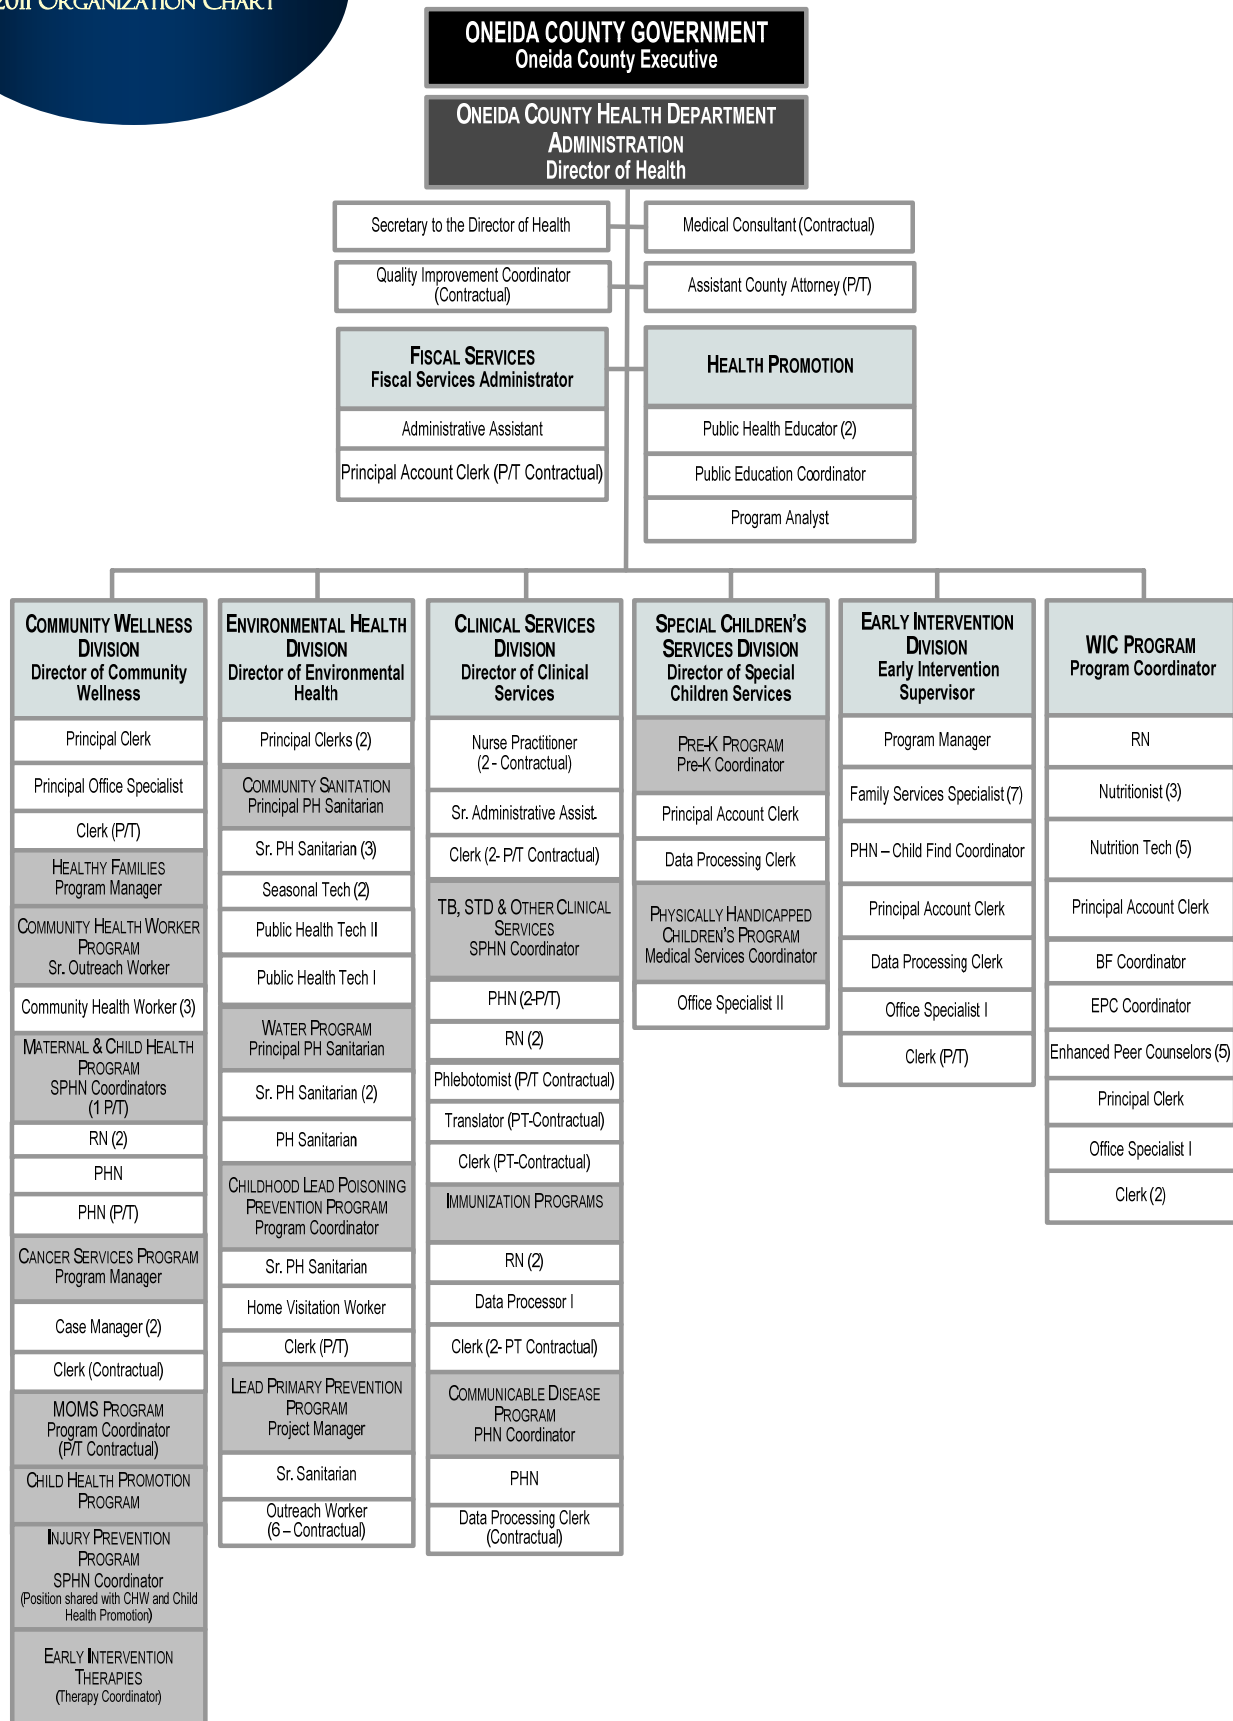 2011 ORGANIZATION CHART
ONEIDA COUNTY GOVERNMENT
Oneida County Executive
ONEIDA COUNTY HEALTH DEPARTMENT
ADMINISTRATION
Director of Health
Secretary to the Director of Health
Medical Consultant (Contractual)
Quality Improvement Coordinator
(Contractual)
Assistant County Attorney (P/T)
FISCAL SERVICES
Fiscal Services Administrator
Administrative Assistant
Principal Account Clerk (P/T Contractual)
HEALTH PROMOTION
Public Health Educator (2)
Public Education Coordinator
Program Analyst
COMMUNITY WELLNESS
DIVISION
Director of Community
Wellness
Principal Clerk
Principal Office Specialist
Clerk (P/T)
HEALTHY FAMILIES
Program Manager
COMMUNITY HEALTH WORKER
PROGRAM
Sr. Outreach Worker
Community Health Worker (3)
MATERNAL & CHILD HEALTH
PROGRAM
SPHN Coordinators
(1 P/T)
RN (2)
PHN
PHN (P/T)
CANCER SERVICES PROGRAM
Program Manager
Case Manager (2)
Clerk (Contractual)
MOMS PROGRAM
Program Coordinator
(P/T Contractual)
CHILD HEALTH PROMOTION
PROGRAM
INJURY PREVENTION
PROGRAM
SPHN Coordinator
(Position shared with CHW and Child
Health Promotion)
EARLY INTERVENTION
THERAPIES
(Therapy Coordinator)
ENVIRONMENTAL HEALTH
DIVISION
Director of Environmental
Health
Principal Clerks (2)
COMMUNITY SANITATION
Principal PH Sanitarian
Sr. PH Sanitarian (3)
Seasonal Tech (2)
Public Health Tech II
Public Health Tech I
WATER PROGRAM
Principal PH Sanitarian
Sr. PH Sanitarian (2)
PH Sanitarian
CHILDHOOD LEAD POISONING
PREVENTION PROGRAM
Program Coordinator
Sr. PH Sanitarian
Home Visitation Worker
Clerk (P/T)
LEAD PRIMARY PREVENTION
PROGRAM
Project Manager
Sr. Sanitarian
Outreach Worker
(6 – Contractual)
CLINICAL SERVICES
DIVISION
Director of Clinical
Services
Nurse Practitioner
(2 - Contractual)
Sr. Administrative Assist.
Clerk (2- P/T Contractual)
TB, STD & OTHER CLINICAL
SERVICES
SPHN Coordinator
PHN (2-P/T)
RN (2)
Phlebotomist (P/T Contractual)
Translator (PT-Contractual)
Clerk (PT-Contractual)
IMMUNIZATION PROGRAMS
RN (2)
Data Processor I
Clerk (2- PT Contractual)
COMMUNICABLE DISEASE
PROGRAM
PHN Coordinator
PHN
Data Processing Clerk
(Contractual)
SPECIAL CHILDREN'S
SERVICES DIVISION
Director of Special
Children Services
PRE-K PROGRAM
Pre-K Coordinator
Principal Account Clerk
Data Processing Clerk
PHYSICALLY HANDICAPPED
CHILDREN'S PROGRAM
Medical Services Coordinator
Office Specialist II
EARLY INTERVENTION
DIVISION
Early Intervention
Supervisor
Program Manager
Family Services Specialist (7)
PHN – Child Find Coordinator
Principal Account Clerk
Data Processing Clerk
Office Specialist I
Clerk (P/T)
WIC PROGRAM
Program Coordinator
RN
Nutritionist (3)
Nutrition Tech (5)
Principal Account Clerk
BF Coordinator
EPC Coordinator
Enhanced Peer Counselors (5)
Principal Clerk
Office Specialist I
Clerk (2)